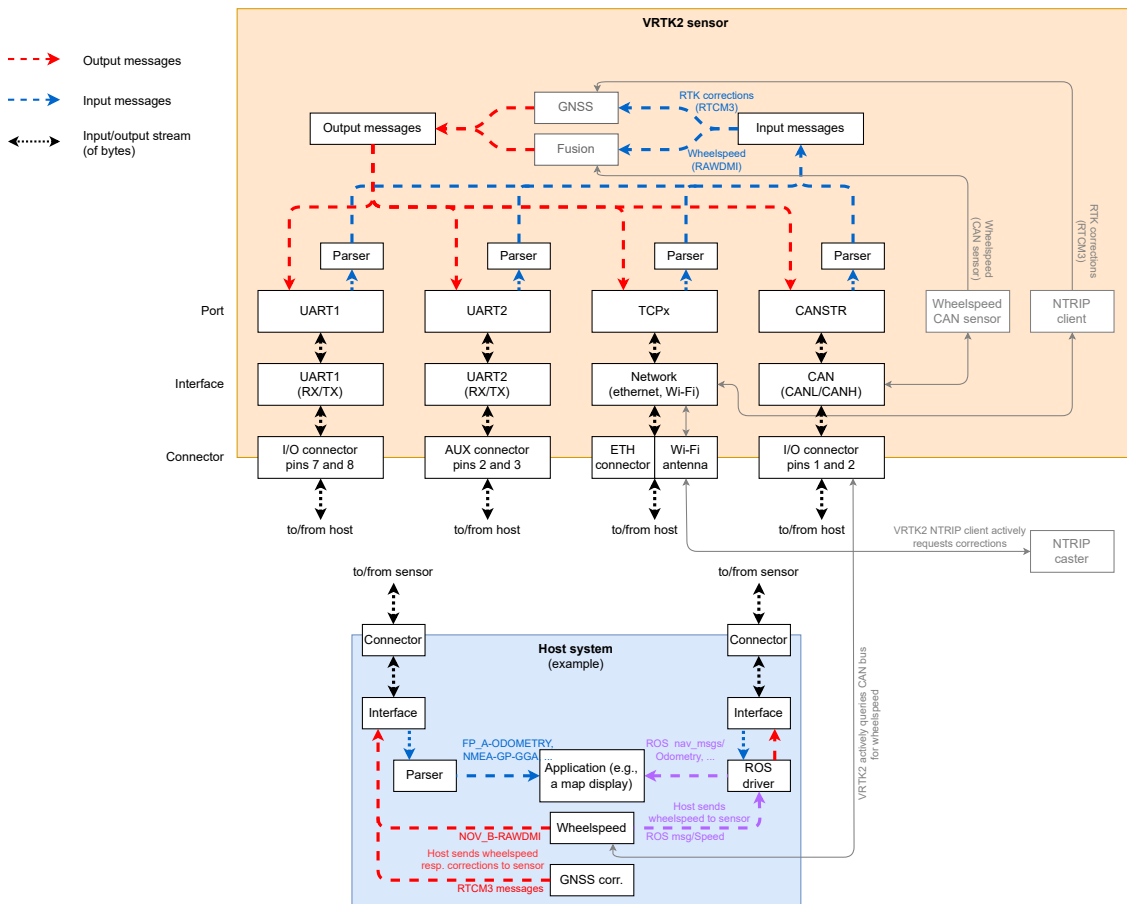 VRTK2 sensor
Output messages
Input messages
Input/output stream
(of bytes)
GNSS
Fusion
Output messages
Input messages
RTK corrections
(RTCM3)
Wheelspeed
(RAWDMI)
Wheelspeed
(CAN sensor)
RTK corrections
(RTCM3)
Parser
Parser
Parser
Parser
Port
UART1
UART2
TCPx
CANSTR
Wheelspeed
CAN sensor
NTRIP
client
Interface
UART1
(RX/TX)
UART2
(RX/TX)
Network
(ethernet, Wi-Fi)
CAN
(CANL/CANH)
Connector
I/O connector
pins 7 and 8
AUX connector
pins 2 and 3
ETH
connector
Wi-Fi
antenna
I/O connector
pins 1 and 2
to/from host
to/from host
to/from host
to/from host
VRTK2 NTRIP client actively
requests corrections
NTRIP
caster
to/from sensor
to/from sensor
Connector
Host system
(example)
Connector
Interface
Interface
VRTK2 actively queries CAN bus
for wheelspeed
FP_A-ODOMETRY,
NMEA-GP-GGA, ...
ROS nav_msgs/
Odometry, ...
Parser
Application (e.g.,
a map display)
ROS
driver
Host sends
wheelspeed to sensor
Wheelspeed
NOV_B-RAWDMI
ROS msg/Speed
Host sends wheelspeed
resp. corrections to sensor
RTCM3 messages
GNSS corr.